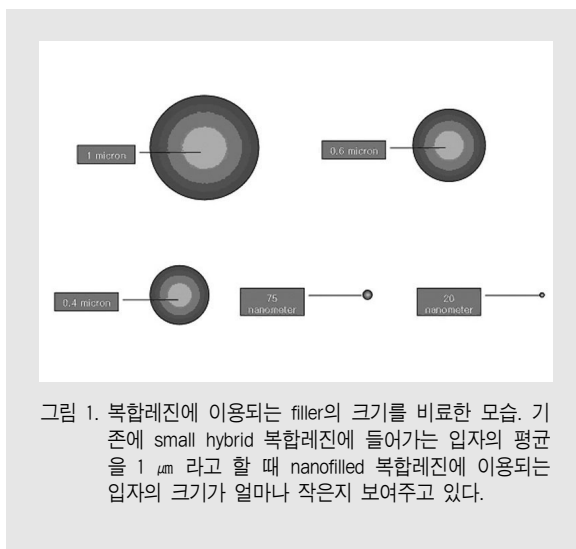 1 micron
0.6 micron
0.4 micron
75
nanometer
20
nanometer
그림 1. 복합레진에 이용되는 filler의 크기를 비료한 모습. 기
존에 small hybrid 복합레진에 들어가는 입자의 평균
을 1 ㎛ 라고 할 때 nanofilled 복합레진에 이용되는
입자의 크기가 얼마나 작은지 보여주고 있다.